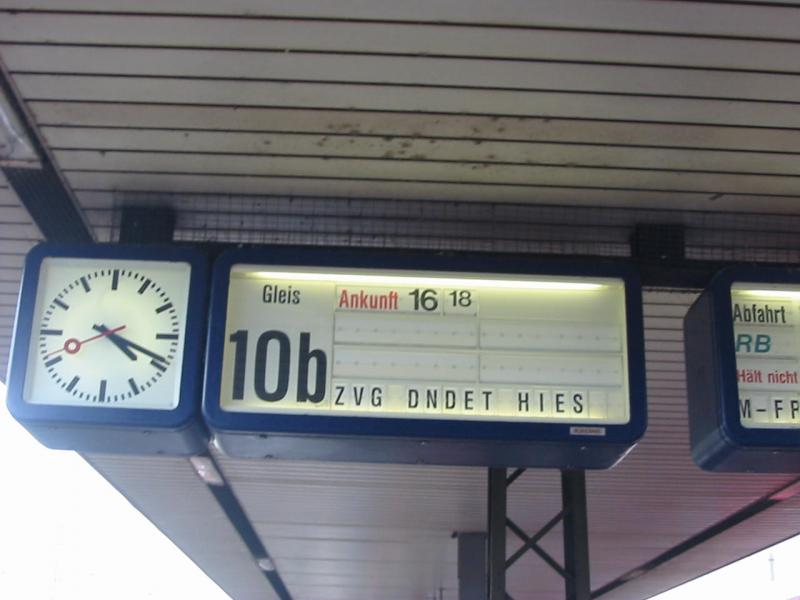 Gleis
10b
Ankunft 16 18
ZVG DNDET HIES
Abfahrt
RB
Hält nicht
M-FP